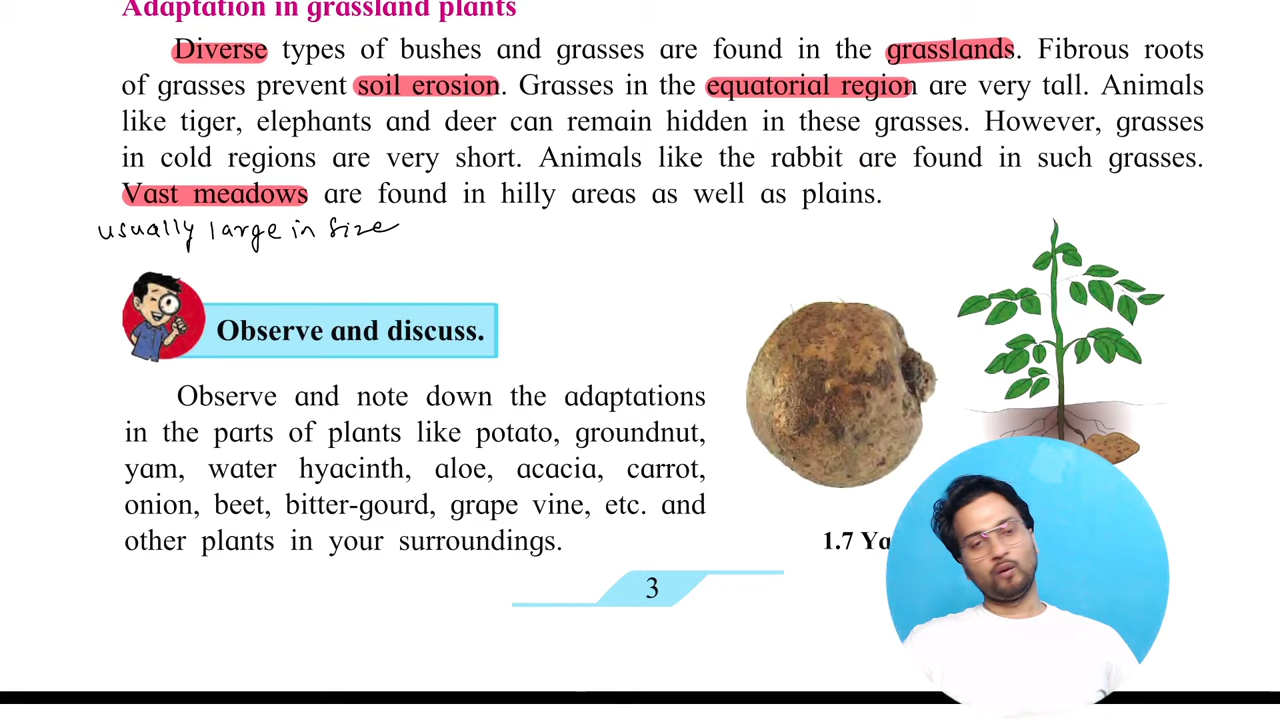 Adaptation in grassland plants
Diverse types of bushes and grasses are found in the grasslands. Fibrous roots
of grasses prevent soil erosion. Grasses in the equatorial region are very tall. Animals
like tiger, elephants and deer can remain hidden in these grasses. However, grasses
in cold regions are very short. Animals like the rabbit are found in such grasses.
Vast meadows are found in hilly areas as well as plains.
usually large in size
Observe and discuss.
Observe and note down the adaptations
in the parts of plants like potato, groundnut,
yam, water hyacinth, aloe, acacia, carrot,
onion, beet, bitter-gourd, grape vine, etc. and
other plants in your surroundings.
1.7
3